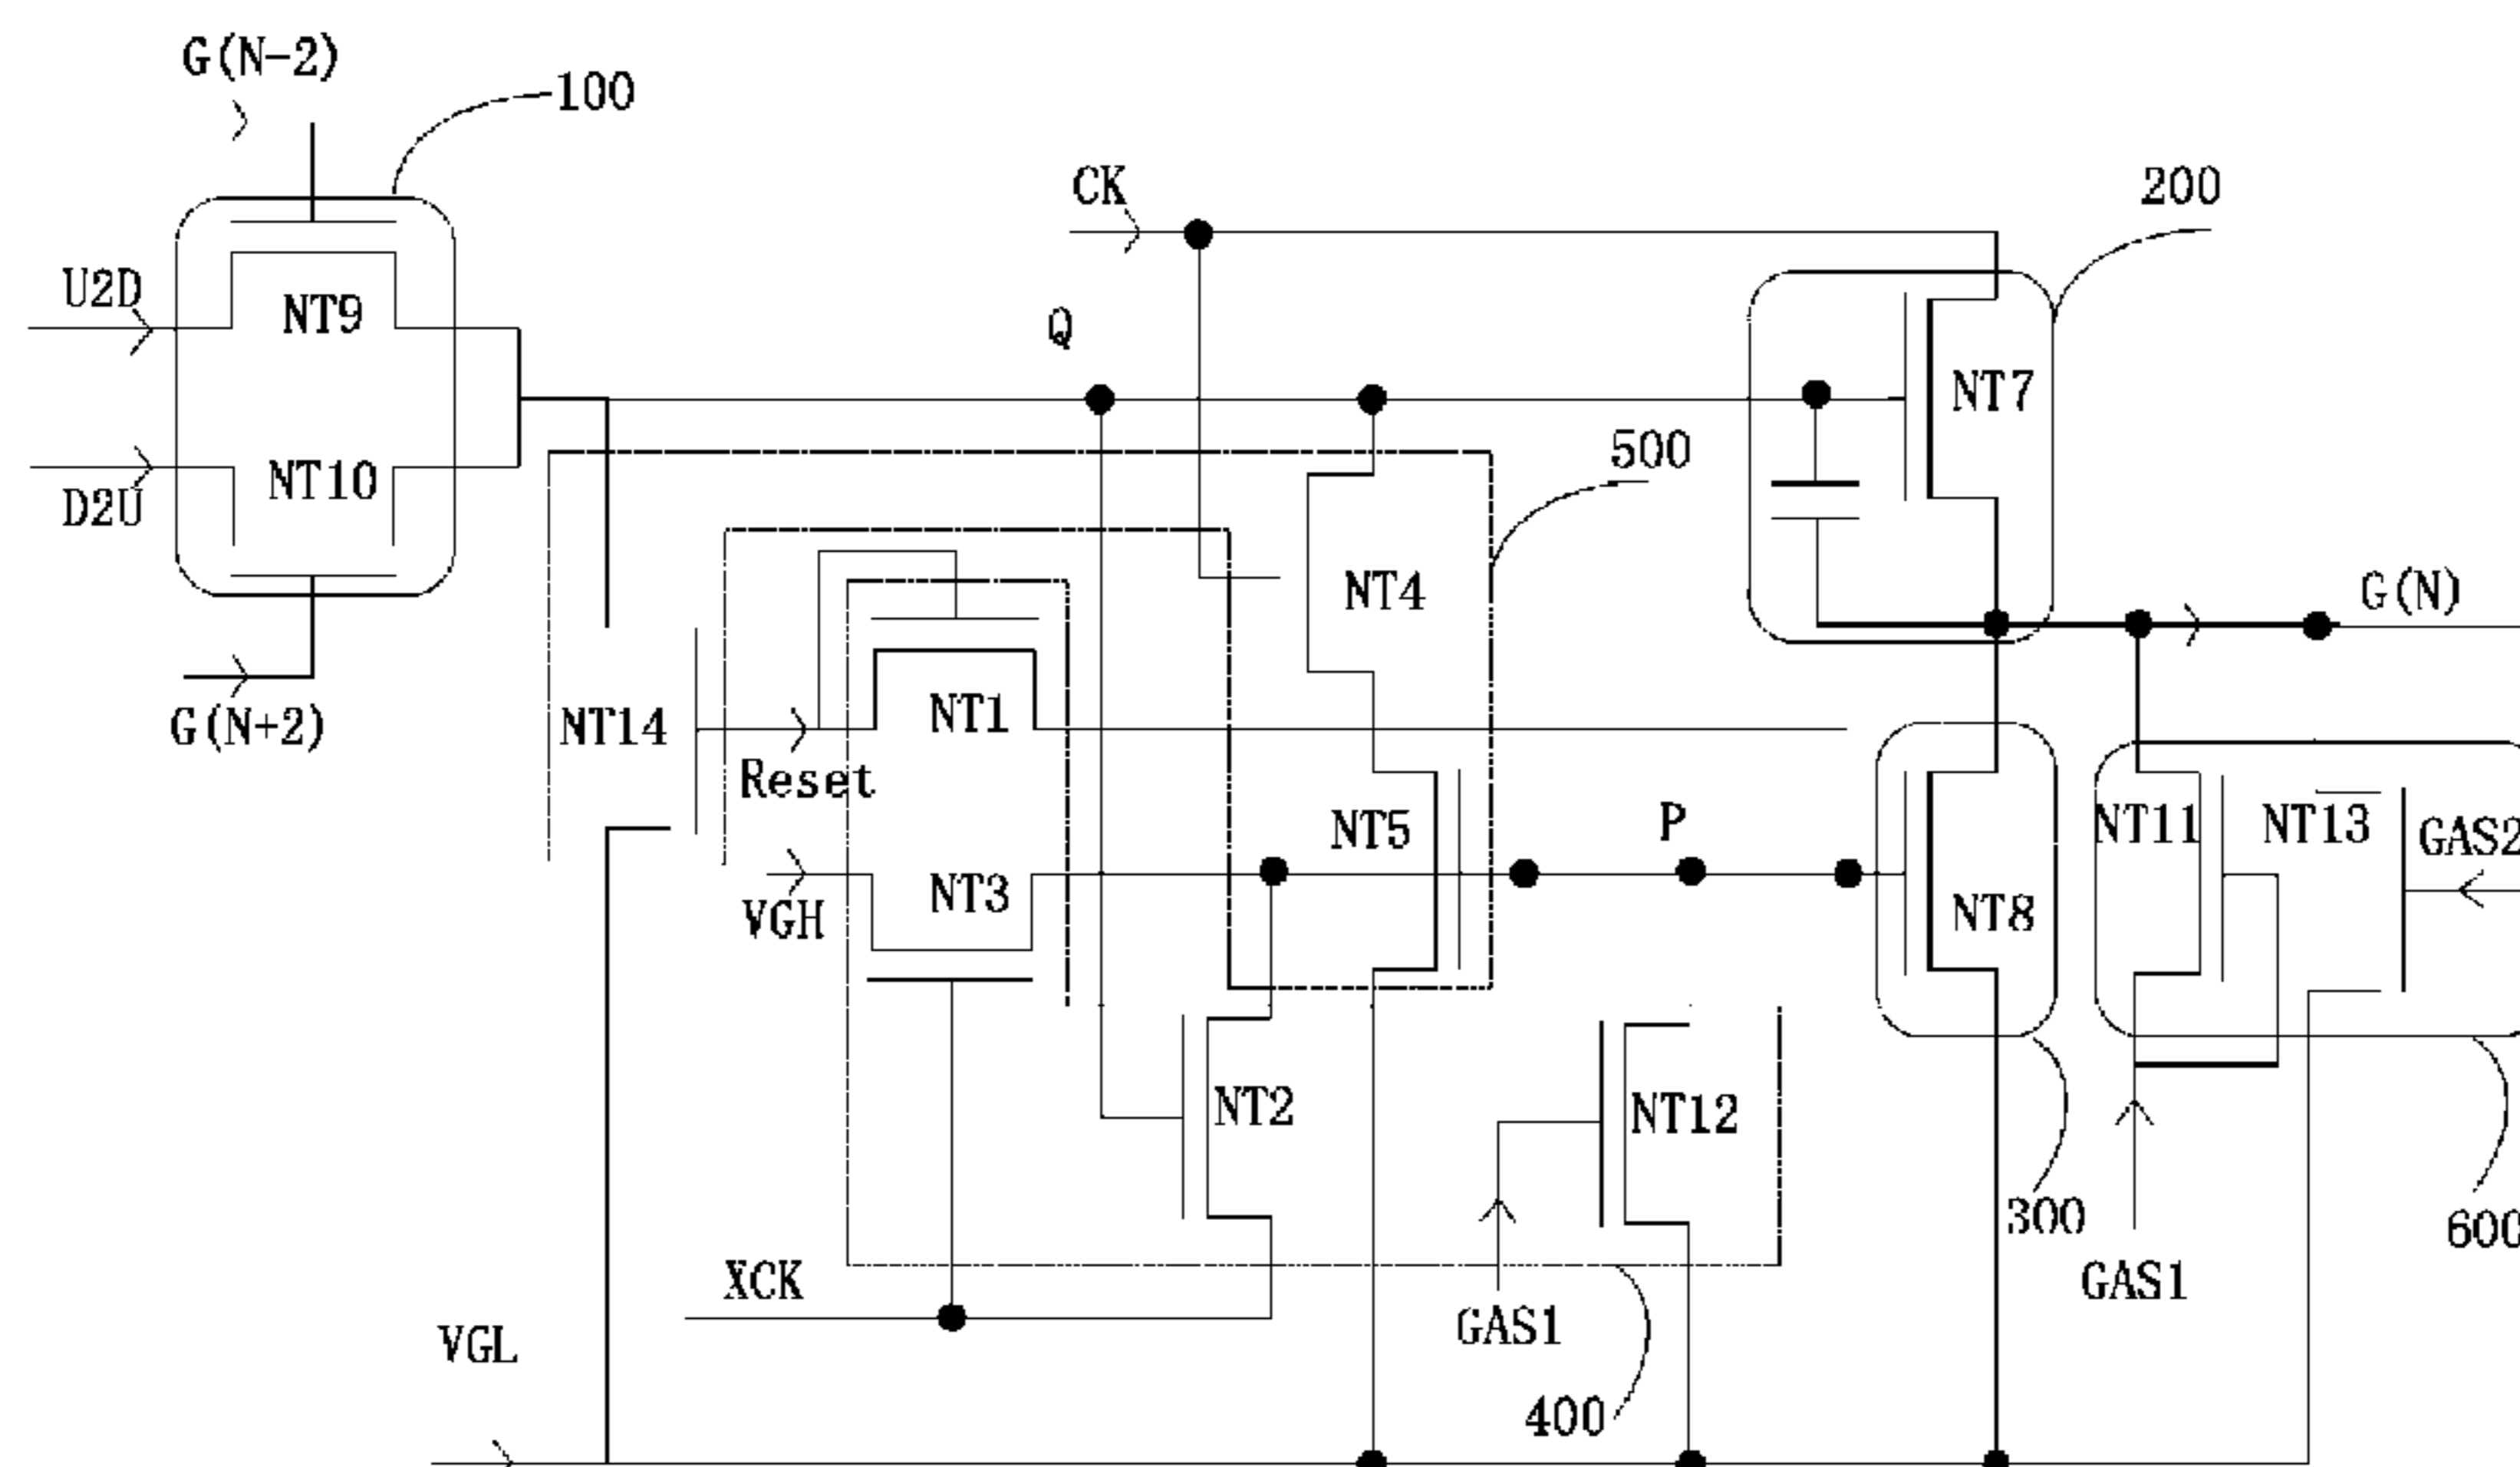 G(N-2)
100
CK
200
U2D
NT9
Q
NT7
NT10
D2U
500
NT4
G(N)
G(N+2)
NT14
NT1
Reset
NT5
P
NT11
NT13
GAS2
VGH
NT3
NT8
NT2
NT12
300
600
XCK
GAS1
GAS1
VGL
400